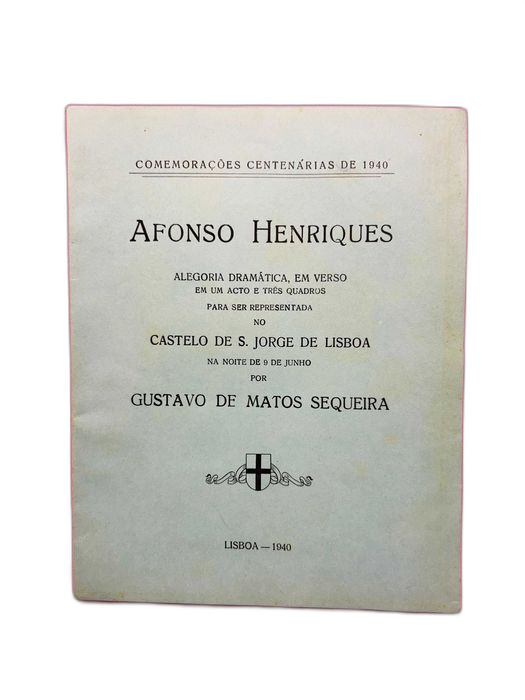 COMEMORAÇÕES CENTENÁRIAS DE 1940
AFONSO HENRIQUES
ALEGORIA DRAMÁTICA, EM VERSO
EM UM ACTO E TRÊS QUADROS
PARA SER REPRESENTADA
NO
CASTELO DE S. JORGE DE LISBOA
NA NOITE DE 9 DE JUNHO
POR
GUSTAVO DE MATOS SEQUEIRA
LISBOA — 1940